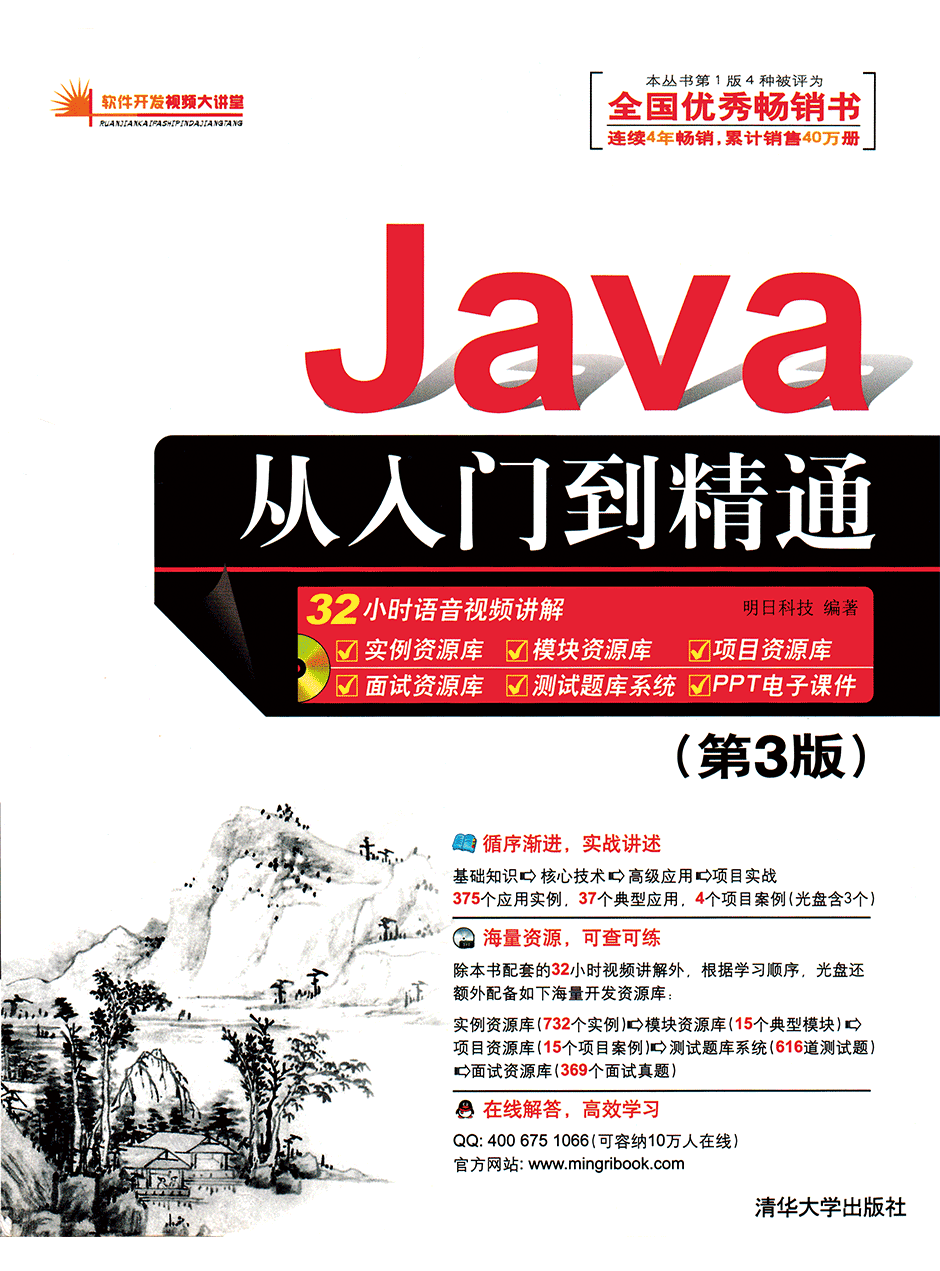 软件开发视频大讲堂
RUANJIANKAIFASHIPINDAJIANGTANG
本丛书第1版4种被评为
全国优秀畅销书
连续4年畅销，累计销售40万册
Java
从入门到精通
32小时语音视频讲解
明日科技 编著
实例资源库 模块资源库 项目资源库
面试资源库 测试题库系统 PPT电子课件
（第3版）
循序渐进，实战讲述
基础知识➪核心技术➪高级应用➪项目实战
375个应用实例，37个典型应用，4个项目案例(光盘含3个)
海量资源，可查可练
除本书配套的32小时视频讲解外，根据学习顺序，光盘还
额外配备如下海量开发资源库：
实例资源库(732个实例)➪模块资源库(15个典型模块)➪
项目资源库(15个项目案例)➪测试题库系统(616道测试题)
➪面试资源库(369个面试真题)
在线解答，高效学习
QQ: 400 675 1066(可容纳10万人在线)
官方网站: www.mingribook.com
清华大学出版社